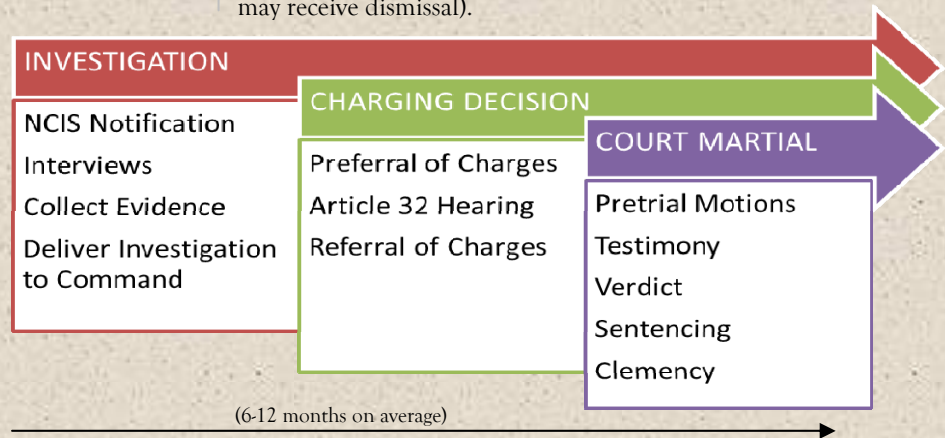 may receive dismissal).
INVESTIGATION
NCIS Notification
Interviews
Collect Evidence
Deliver Investigation
to Command
CHARGING DECISION
Preferral of Charges
Article 32 Hearing
Referral of Charges
COURT MARTIAL
Pretrial Motions
Testimony
Verdict
Sentencing
Clemency
(6-12 months on average)